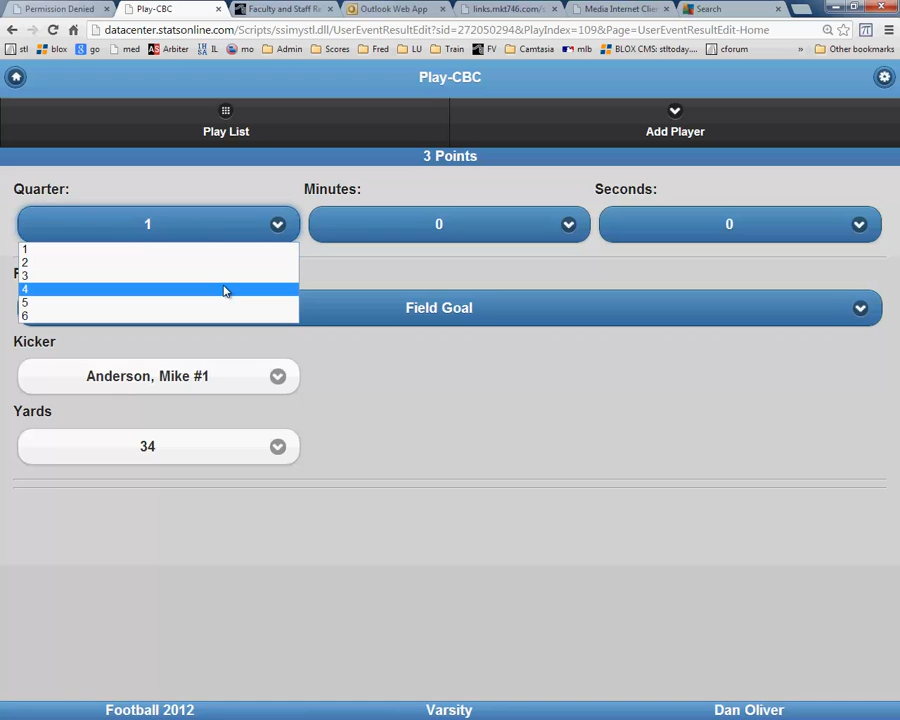 Permission Denied
Play-CBC
Faculty and Staff R
Outlook Web App
links.mkt746.com/s
Media Internet Clie
Search
datacenter.statsonline.com/Scripts/ssimystl.dll/UserEventResultEdit?sid=272050294&PlayIndex=109&Page=UserEventResultEdit-Home
stl blox go med AS Arbiter IL mo Admin Scores Fred LU Train FV Camtasia mlb BLOX CMS: stltoday.... cforum » Other bookmarks
Play-CBC
Play List
Add Player
3 Points
Quarter: Minutes: Seconds:
1 0 0
1
2
3
4
5
6
Field Goal
Kicker
Anderson, Mike #1
Yards
34
Football 2012 Varsity Dan Oliver